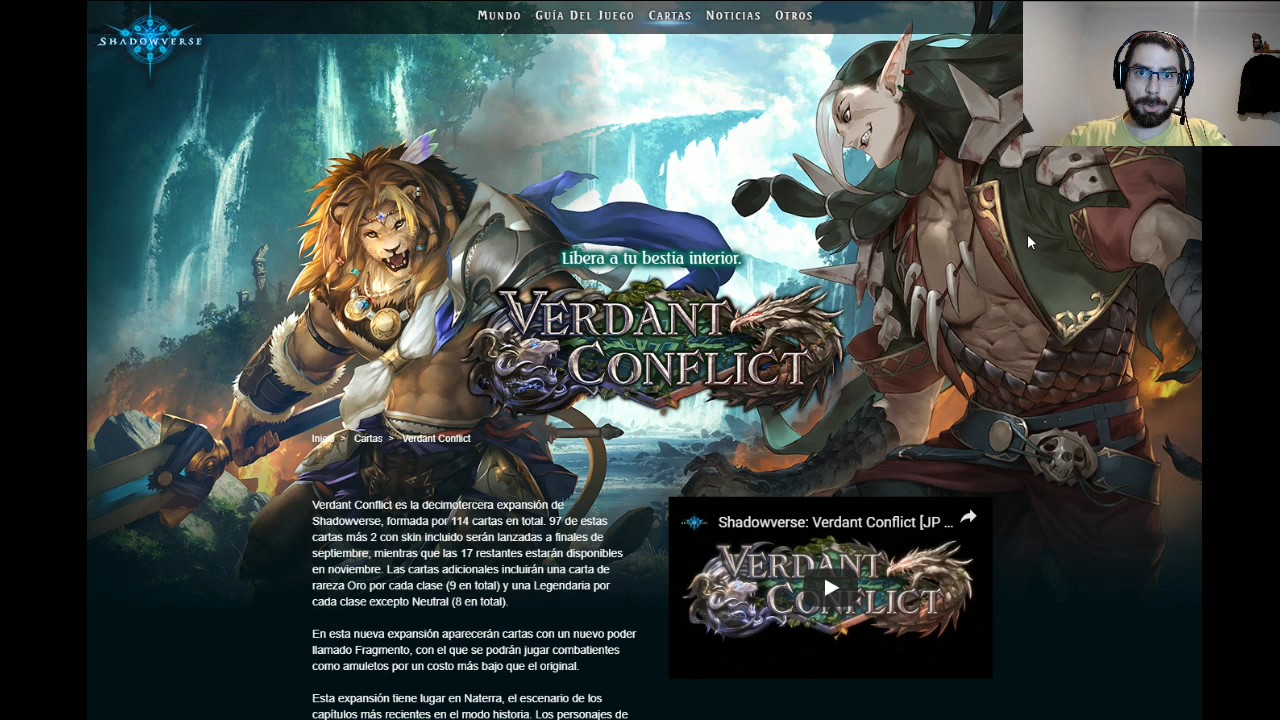 SHADOWVERSE
Mundo Guía Del Juego Cartas Noticias Otros
Libera a tu bestia interior.
VERDANT
CONFLICT
Inicio > Cartas > Verdant Conflict
Verdant Conflict es la decimotercera expansión de
Shadowverse, formada por 114 cartas en total. 97 de estas
cartas más 2 con skin incluido serán lanzadas a finales de
septiembre, mientras que las 17 restantes estarán disponibles
en noviembre. Las cartas adicionales incluirán una carta de
rareza Oro por cada clase (9 en total) y una Legendaria por
cada clase excepto Neutral (8 en total).
En esta nueva expansión aparecerán cartas con un nuevo poder
llamado Fragmento, con el que se podrán jugar combatientes
como amuletos por un costo más bajo que el original.
Esta expansión tiene lugar en Naterra, el escenario de los
capítulos más recientes en el modo historia. Los personajes de
Shadowverse: Verdant Conflict [JP ...
VERDANT
CONFLICT